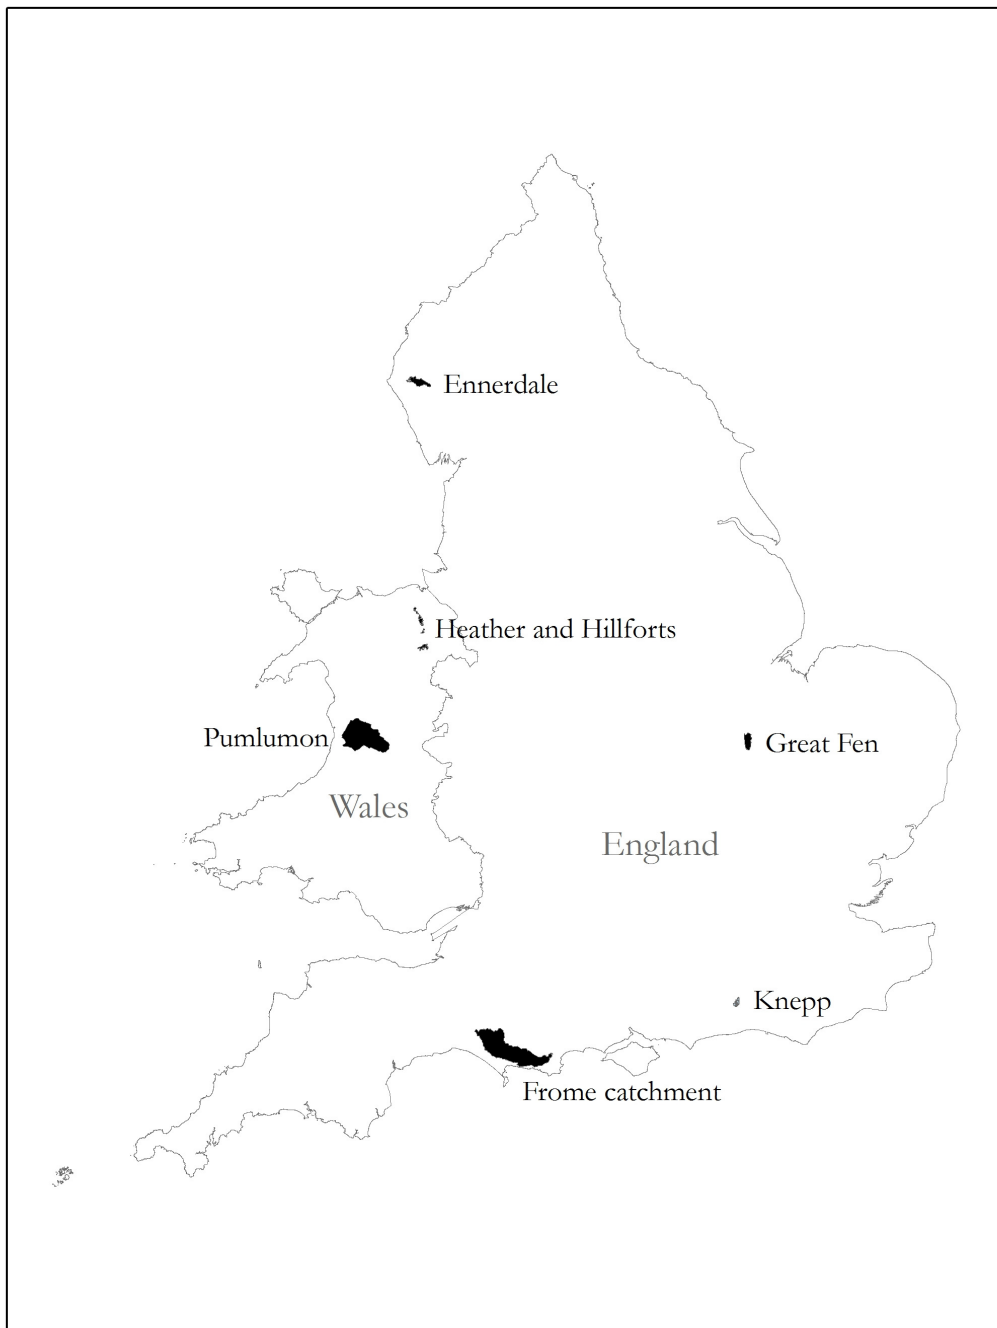 Ennerdale
Heather and Hillforts
Pumlumon
Great Fen
Wales
England
Knepp
Frome catchment